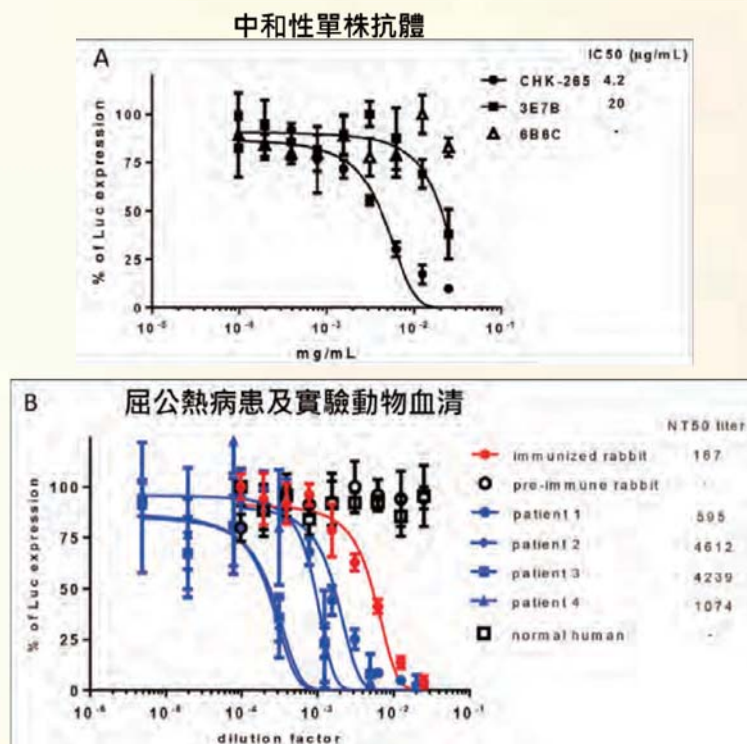 中和性單株抗體
A
IC50 (µg/mL)
CHK-265 4.2
3E7B 20
6B6C -
% of Luc expression
100
75
50
25
0
10⁻⁵ 10⁻⁴ 10⁻³ 10⁻² 10⁻¹
mg/mL
B 屈公熱病患及實驗動物血清
NT50 titer
immunized rabbit 167
pre-immune rabbit -
patient 1 595
patient 2 4612
patient 3 4239
patient 4 1074
normal human -
% of Luc expression
100
75
50
25
0
10⁻⁶ 10⁻⁵ 10⁻⁴ 10⁻³ 10⁻² 10⁻¹
dilution factor